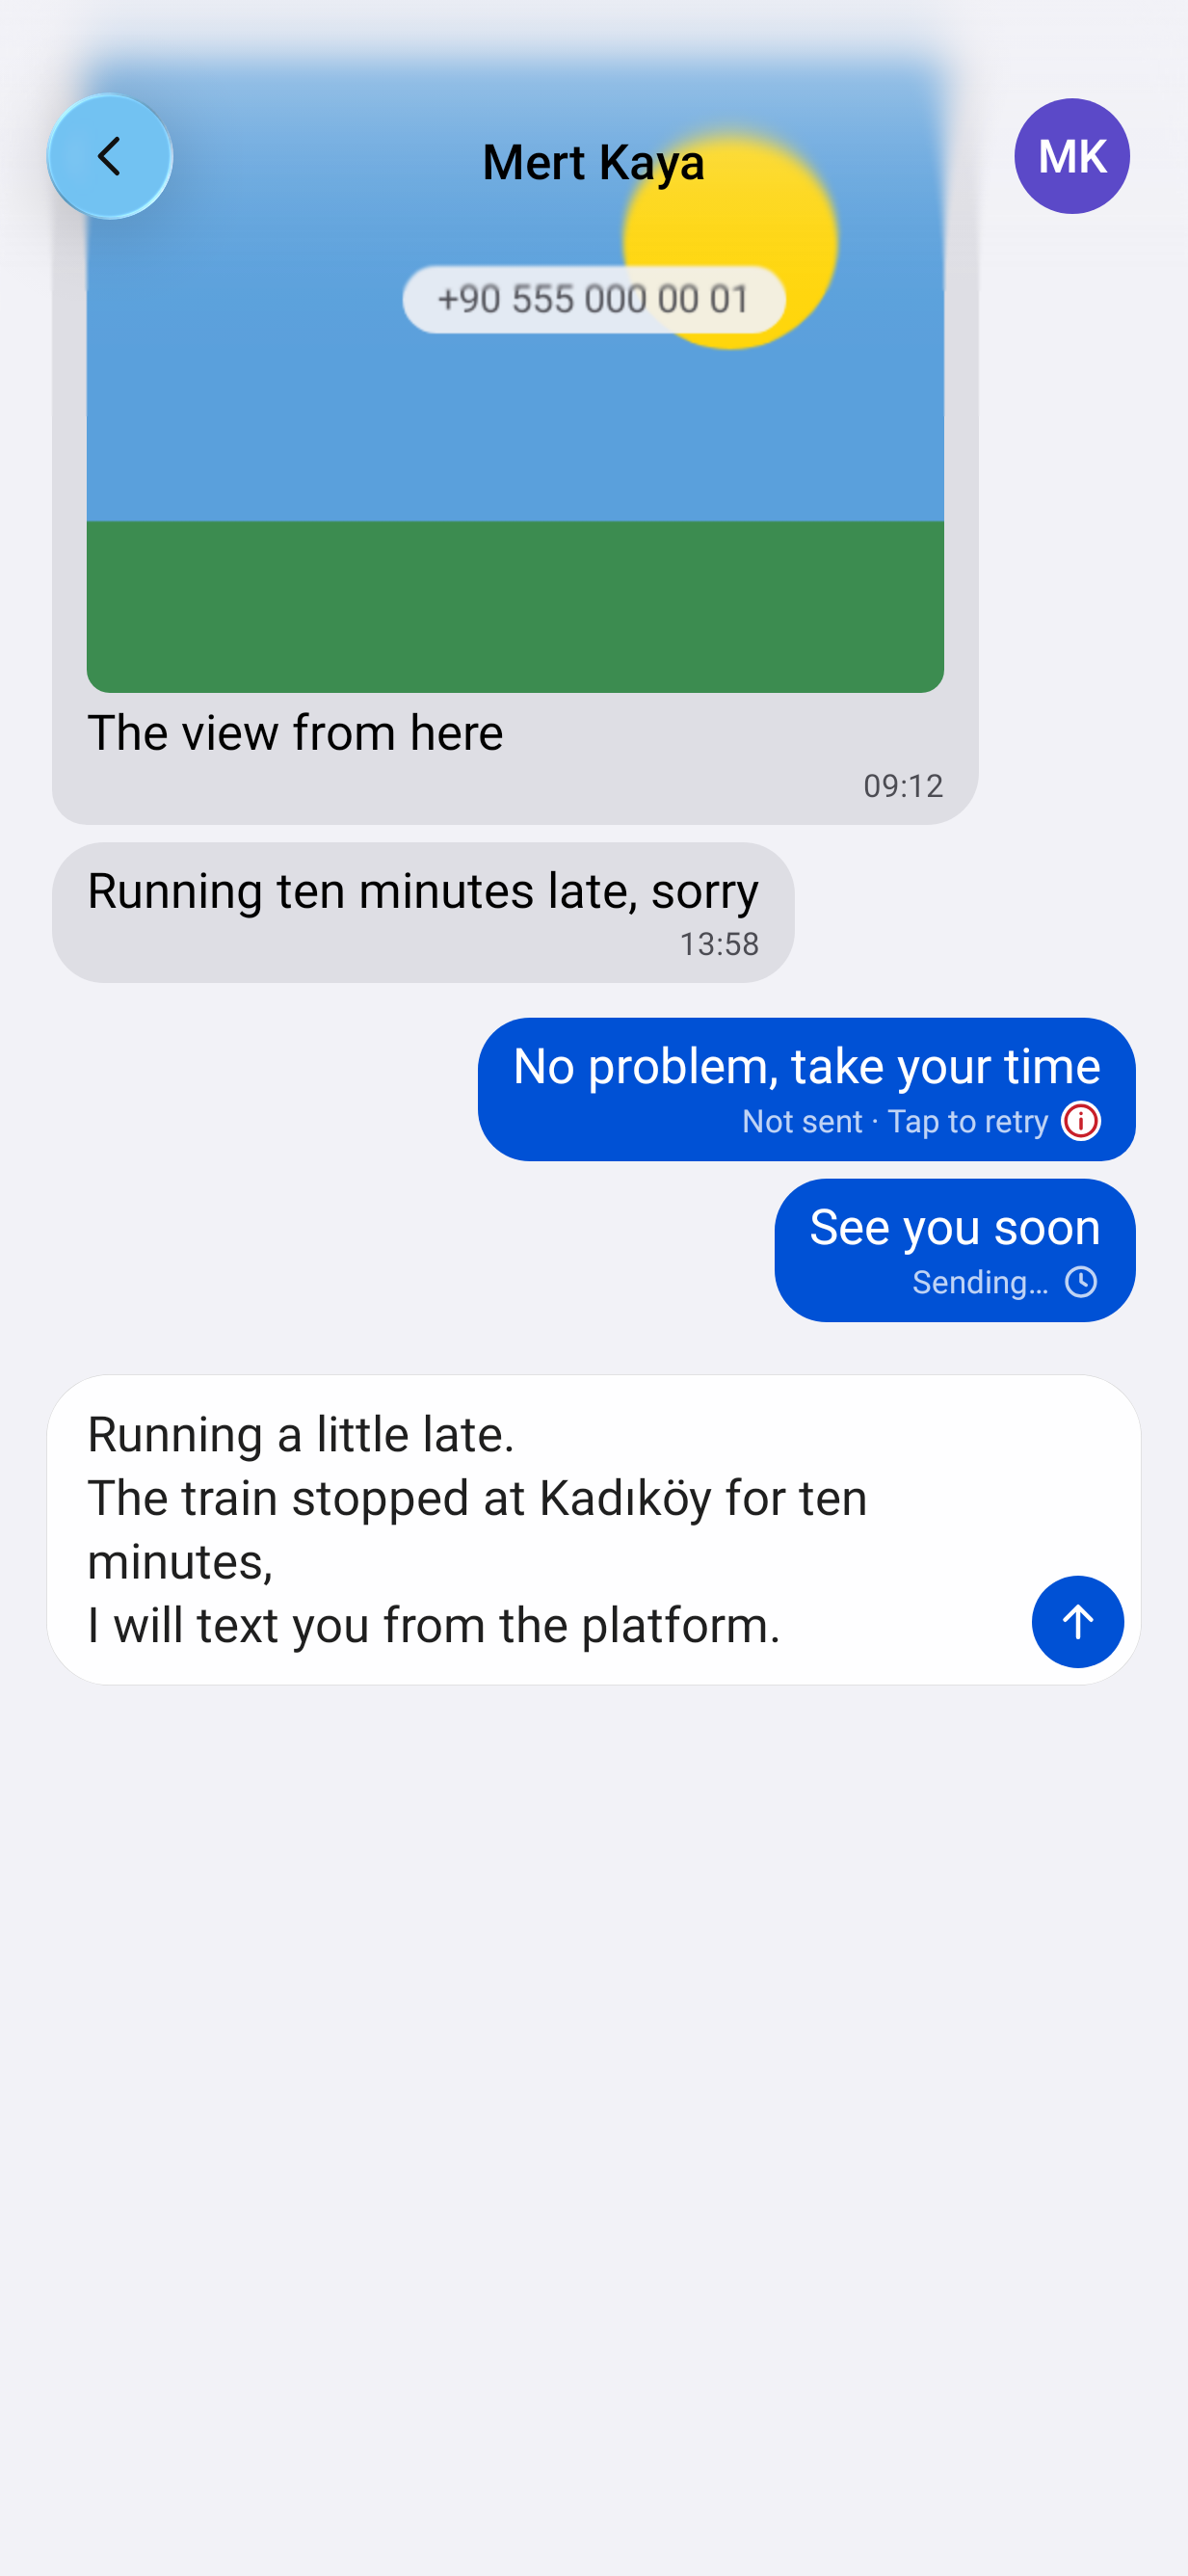 Mert Kaya
MK
+90 555 000 00 01
The view from here
09:12
Running ten minutes late, sorry
13:58
No problem, take your time
Not sent · Tap to retry
See you soon
Sending…
Running a little late.
The train stopped at Kadıköy for ten
minutes,
I will text you from the platform.